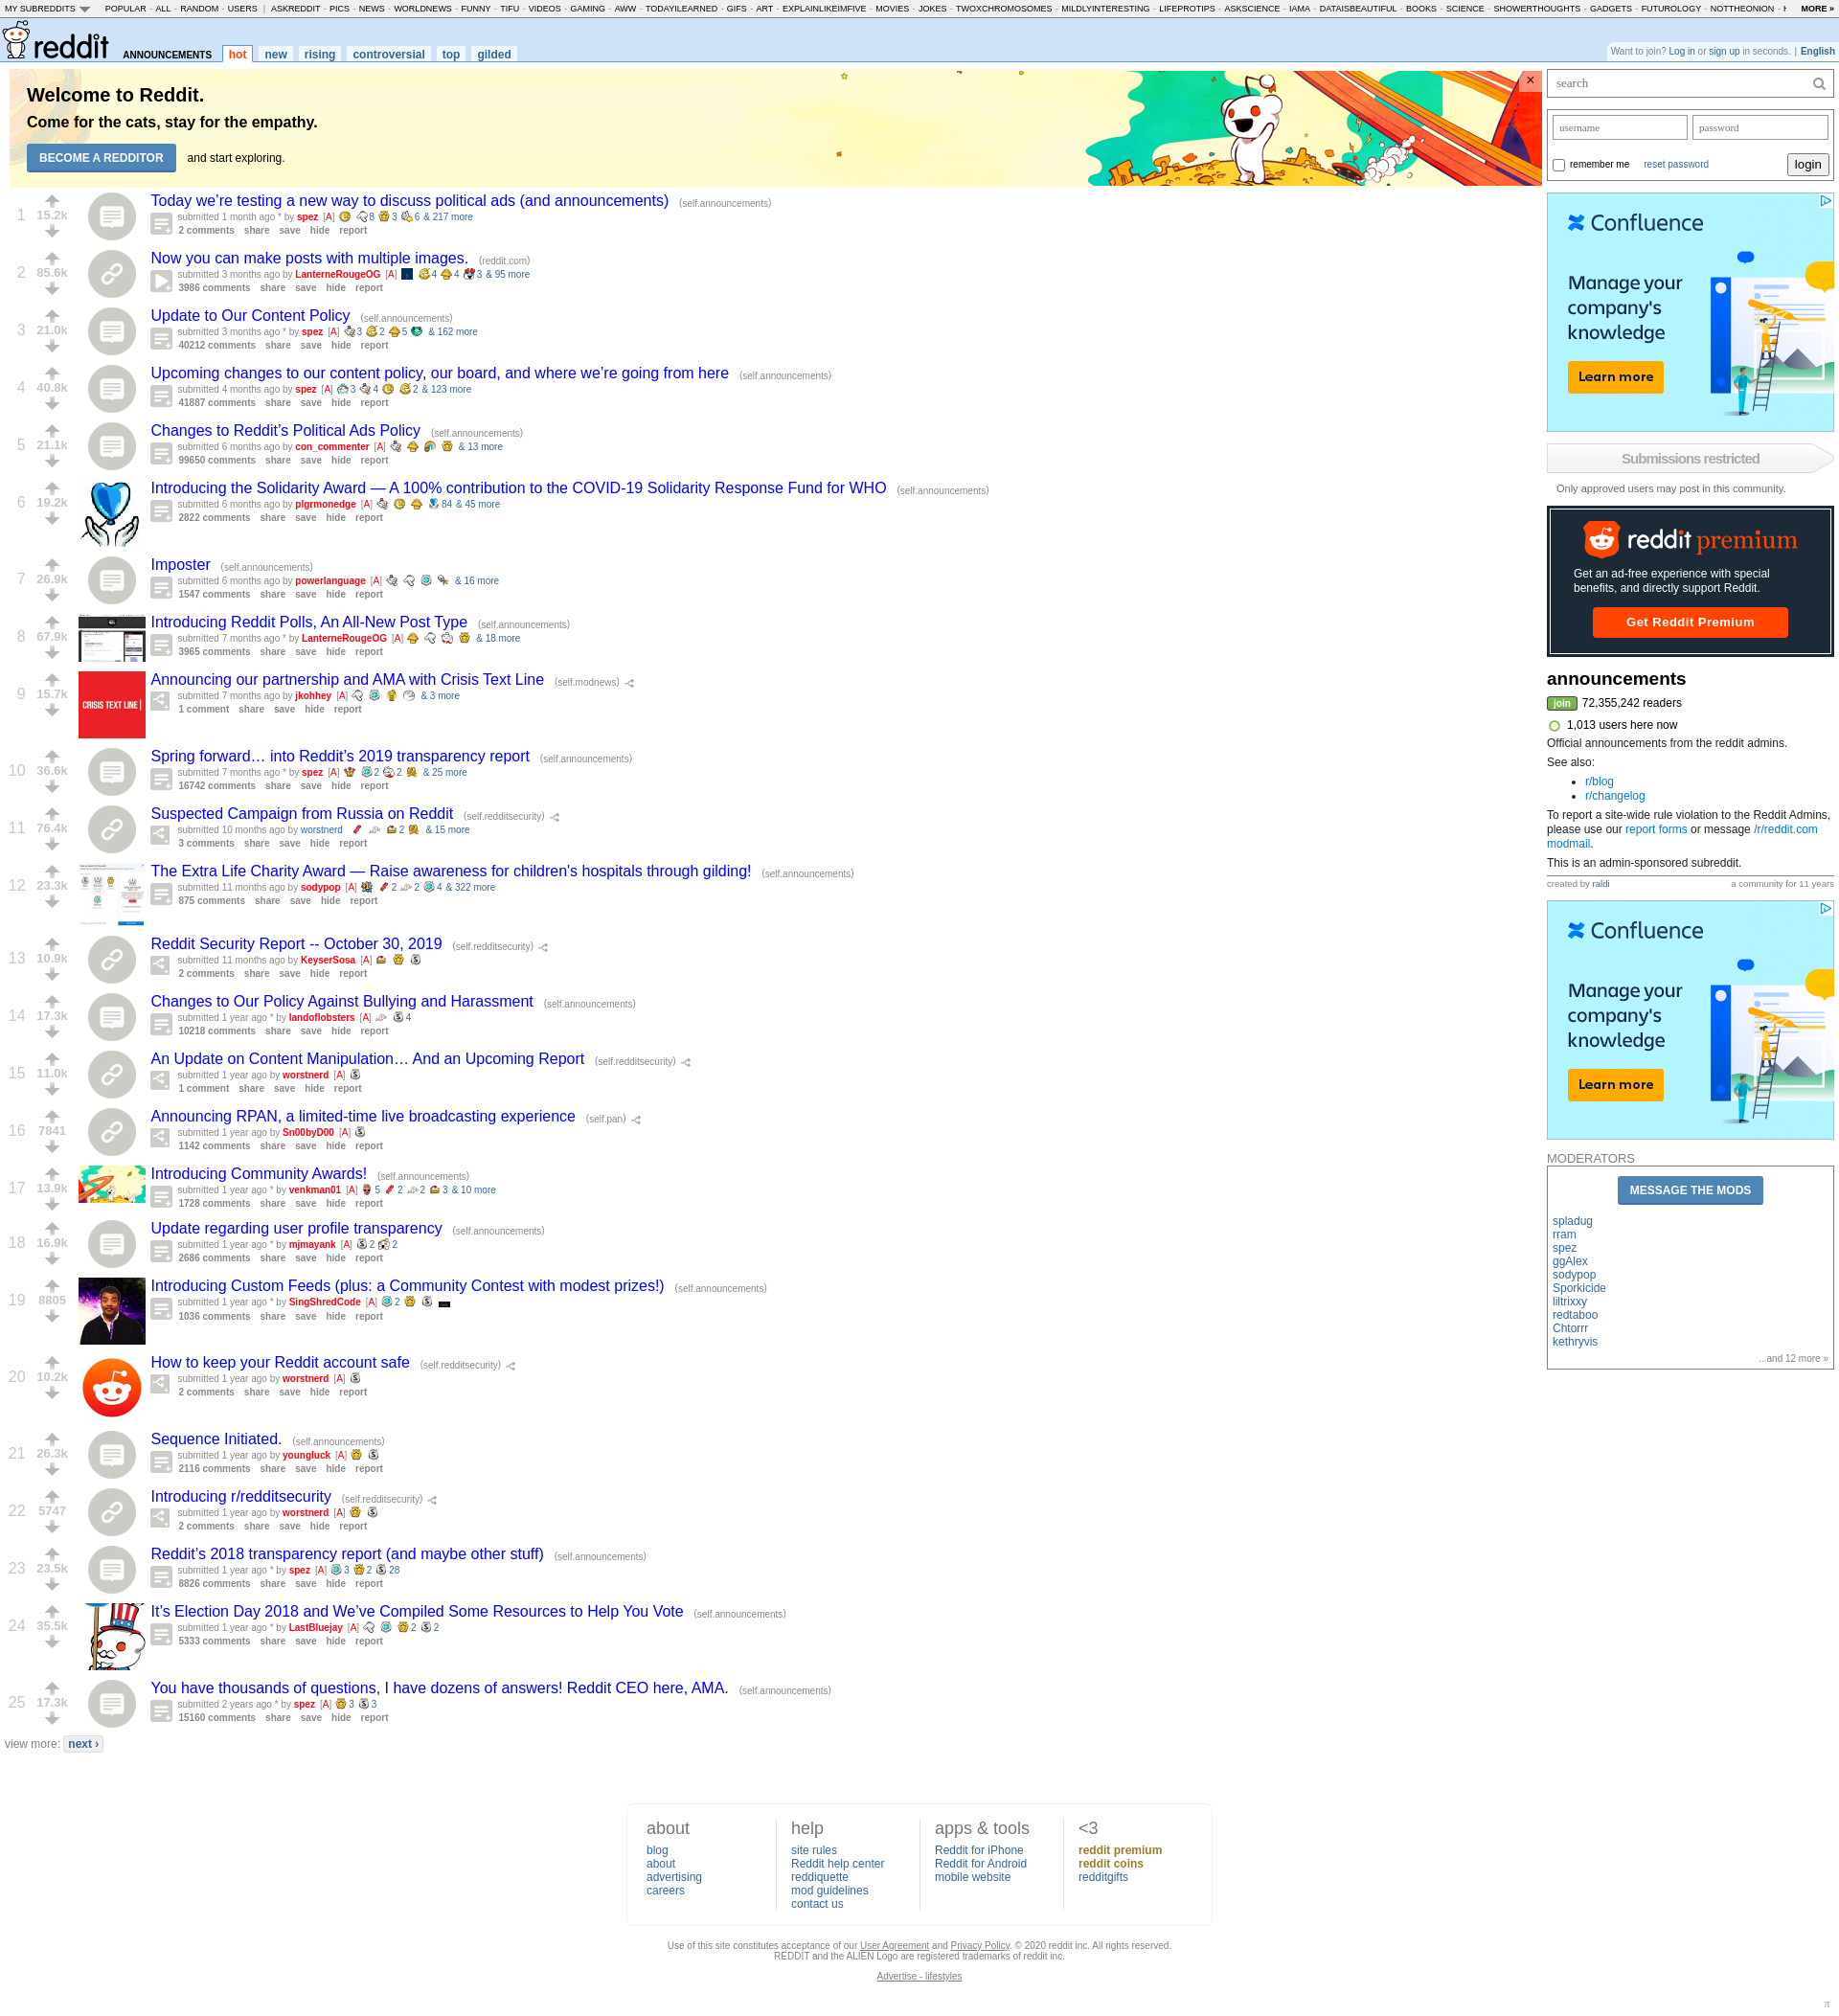 MY SUBREDDITS POPULAR - ALL - RANDOM - USERS | ASKREDDIT - PICS - NEWS - WORLDNEWS - FUNNY - TIFU - VIDEOS - GAMING - AWW - TODAYILEARNED - GIFS - ART - EXPLAINLIKEIMFIVE - MOVIES - JOKES - TWOXCHROMOSOMES - MILDLYINTERESTING - LIFEPROTIPS - ASKSCIENCE - IAMA - DATAISBEAUTIFUL - BOOKS - SCIENCE - SHOWERTHOUGHTS - GADGETS - FUTUROLOGY - NOTTHEONION - MORE »
reddit ANNOUNCEMENTS hot new rising controversial top gilded
Want to join? Log in or sign up in seconds. | English
Welcome to Reddit.
Come for the cats, stay for the empathy.
BECOME A REDDITOR and start exploring.
×
1 15.2k
Today we’re testing a new way to discuss political ads (and announcements) (self.announcements)
submitted 1 month ago * by spez [A] 8 3 6 & 217 more
2 comments share save hide report
2 85.6k
Now you can make posts with multiple images. (reddit.com)
submitted 3 months ago by LanterneRougeOG [A] 4 4 3 & 95 more
3986 comments share save hide report
3 21.0k
Update to Our Content Policy (self.announcements)
submitted 3 months ago * by spez [A] 3 2 5 & 162 more
40212 comments share save hide report
4 40.8k
Upcoming changes to our content policy, our board, and where we’re going from here (self.announcements)
submitted 4 months ago by spez [A] 3 4 2 & 123 more
41887 comments share save hide report
5 21.1k
Changes to Reddit’s Political Ads Policy (self.announcements)
submitted 6 months ago by con_commenter [A] & 13 more
99650 comments share save hide report
6 19.2k
Introducing the Solidarity Award — A 100% contribution to the COVID-19 Solidarity Response Fund for WHO (self.announcements)
submitted 6 months ago by plgrmonedge [A] 84 & 45 more
2822 comments share save hide report
7 26.9k
Imposter (self.announcements)
submitted 6 months ago by powerlanguage [A] & 16 more
1547 comments share save hide report
8 67.9k
Introducing Reddit Polls, An All-New Post Type (self.announcements)
submitted 7 months ago * by LanterneRougeOG [A] & 18 more
3965 comments share save hide report
9 15.7k
CRISIS TEXT LINE|
Announcing our partnership and AMA with Crisis Text Line (self.modnews)
submitted 7 months ago by jkohhey [A] & 3 more
1 comment share save hide report
10 36.6k
Spring forward… into Reddit’s 2019 transparency report (self.announcements)
submitted 7 months ago * by spez [A] 2 2 & 25 more
16742 comments share save hide report
11 76.4k
Suspected Campaign from Russia on Reddit (self.redditsecurity)
submitted 10 months ago by worstnerd 2 & 15 more
3 comments share save hide report
12 23.3k
The Extra Life Charity Award — Raise awareness for children's hospitals through gilding! (self.announcements)
submitted 11 months ago by sodypop [A] 2 2 4 & 322 more
875 comments share save hide report
13 10.9k
Reddit Security Report -- October 30, 2019 (self.redditsecurity)
submitted 11 months ago by KeyserSosa [A]
2 comments share save hide report
14 17.3k
Changes to Our Policy Against Bullying and Harassment (self.announcements)
submitted 1 year ago * by landoflobsters [A] 4
10218 comments share save hide report
15 11.0k
An Update on Content Manipulation… And an Upcoming Report (self.redditsecurity)
submitted 1 year ago by worstnerd [A]
1 comment share save hide report
16 7841
Announcing RPAN, a limited-time live broadcasting experience (self.pan)
submitted 1 year ago by Sn00byD00 [A]
1142 comments share save hide report
17 13.9k
Introducing Community Awards! (self.announcements)
submitted 1 year ago * by venkman01 [A] 5 2 2 3 & 10 more
1728 comments share save hide report
18 16.9k
Update regarding user profile transparency (self.announcements)
submitted 1 year ago * by mjmayank [A] 2 2
2686 comments share save hide report
19 8805
Introducing Custom Feeds (plus: a Community Contest with modest prizes!) (self.announcements)
submitted 1 year ago * by SingShredCode [A] 2
1036 comments share save hide report
20 10.2k
How to keep your Reddit account safe (self.redditsecurity)
submitted 1 year ago by worstnerd [A]
2 comments share save hide report
21 26.3k
Sequence Initiated. (self.announcements)
submitted 1 year ago by youngluck [A]
2116 comments share save hide report
22 5747
Introducing r/redditsecurity (self.redditsecurity)
submitted 1 year ago by worstnerd [A]
2 comments share save hide report
23 23.5k
Reddit’s 2018 transparency report (and maybe other stuff) (self.announcements)
submitted 1 year ago * by spez [A] 3 2 28
8826 comments share save hide report
24 35.5k
It’s Election Day 2018 and We’ve Compiled Some Resources to Help You Vote (self.announcements)
submitted 1 year ago * by LastBluejay [A] 2 2
5333 comments share save hide report
25 17.3k
You have thousands of questions, I have dozens of answers! Reddit CEO here, AMA. (self.announcements)
submitted 2 years ago * by spez [A] 3 3
15160 comments share save hide report
view more: next ›
search
username password
remember me reset password login
Confluence
Manage your
company's
knowledge
Learn more
Submissions restricted
Only approved users may post in this community.
reddit premium
Get an ad-free experience with special
benefits, and directly support Reddit.
Get Reddit Premium
announcements
join 72,355,242 readers
1,013 users here now
Official announcements from the reddit admins.
See also:
• r/blog
• r/changelog
To report a site-wide rule violation to the Reddit Admins,
please use our report forms or message /r/reddit.com
modmail.
This is an admin-sponsored subreddit.
created by raldi a community for 11 years
Confluence
Manage your
company's
knowledge
Learn more
MODERATORS
MESSAGE THE MODS
spladug
rram
spez
ggAlex
sodypop
Sporkicide
liltrixxy
redtaboo
Chtorrr
kethryvis
...and 12 more »
about
blog
about
advertising
careers
help
site rules
Reddit help center
reddiquette
mod guidelines
contact us
apps & tools
Reddit for iPhone
Reddit for Android
mobile website
<3
reddit premium
reddit coins
redditgifts
Use of this site constitutes acceptance of our User Agreement and Privacy Policy. © 2020 reddit inc. All rights reserved.
REDDIT and the ALIEN Logo are registered trademarks of reddit inc.
Advertise - lifestyles
π